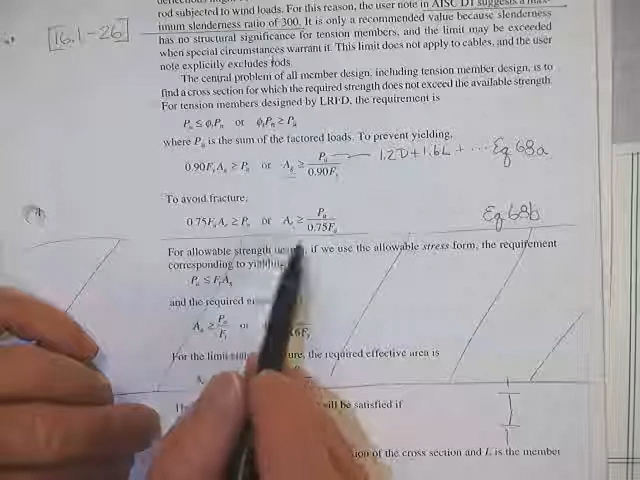 rod subjected to wind loads. For this reason, the user note in AISC D1 suggests a max-
imum slenderness ratio of 300. It is only a recommended value because slenderness
has no structural significance for tension members, and the limit may be exceeded
when special circumstances warrant it. This limit does not apply to cables, and the user
note explicitly excludes rods.
[16.1-26]
The central problem of all member design, including tension member design, is to
find a cross section for which the required strength does not exceed the available strength.
For tension members designed by LRFD, the requirement is
Pu ≤ ϕtPn or ϕtPn ≥ Pu
where Pu is the sum of the factored loads. To prevent yielding,
0.90FyAg ≥ Pu or Ag ≥ Pu/0.90Fy 1.2D+1.6L + ... Eq 68a
To avoid fracture,
0.75FuAe ≥ Pu or Ae ≥ Pu/0.75Fu Eq 68b
For allowable strength if we use the allowable stress form, the requirement
corresponding to
Pa ≤ FtAg
and the required
Ag ≥ Pa/Ft or
For the limit the required effective area is
will be satisfied if
of the cross section and L is the member